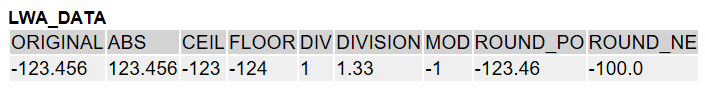 LWA_DATA
ORIGINAL ABS CEIL FLOOR DIV DIVISION MOD ROUND_PO ROUND_NE
-123.456 123.456 -123 -124 1 1.33 -1 -123.46 -100.0